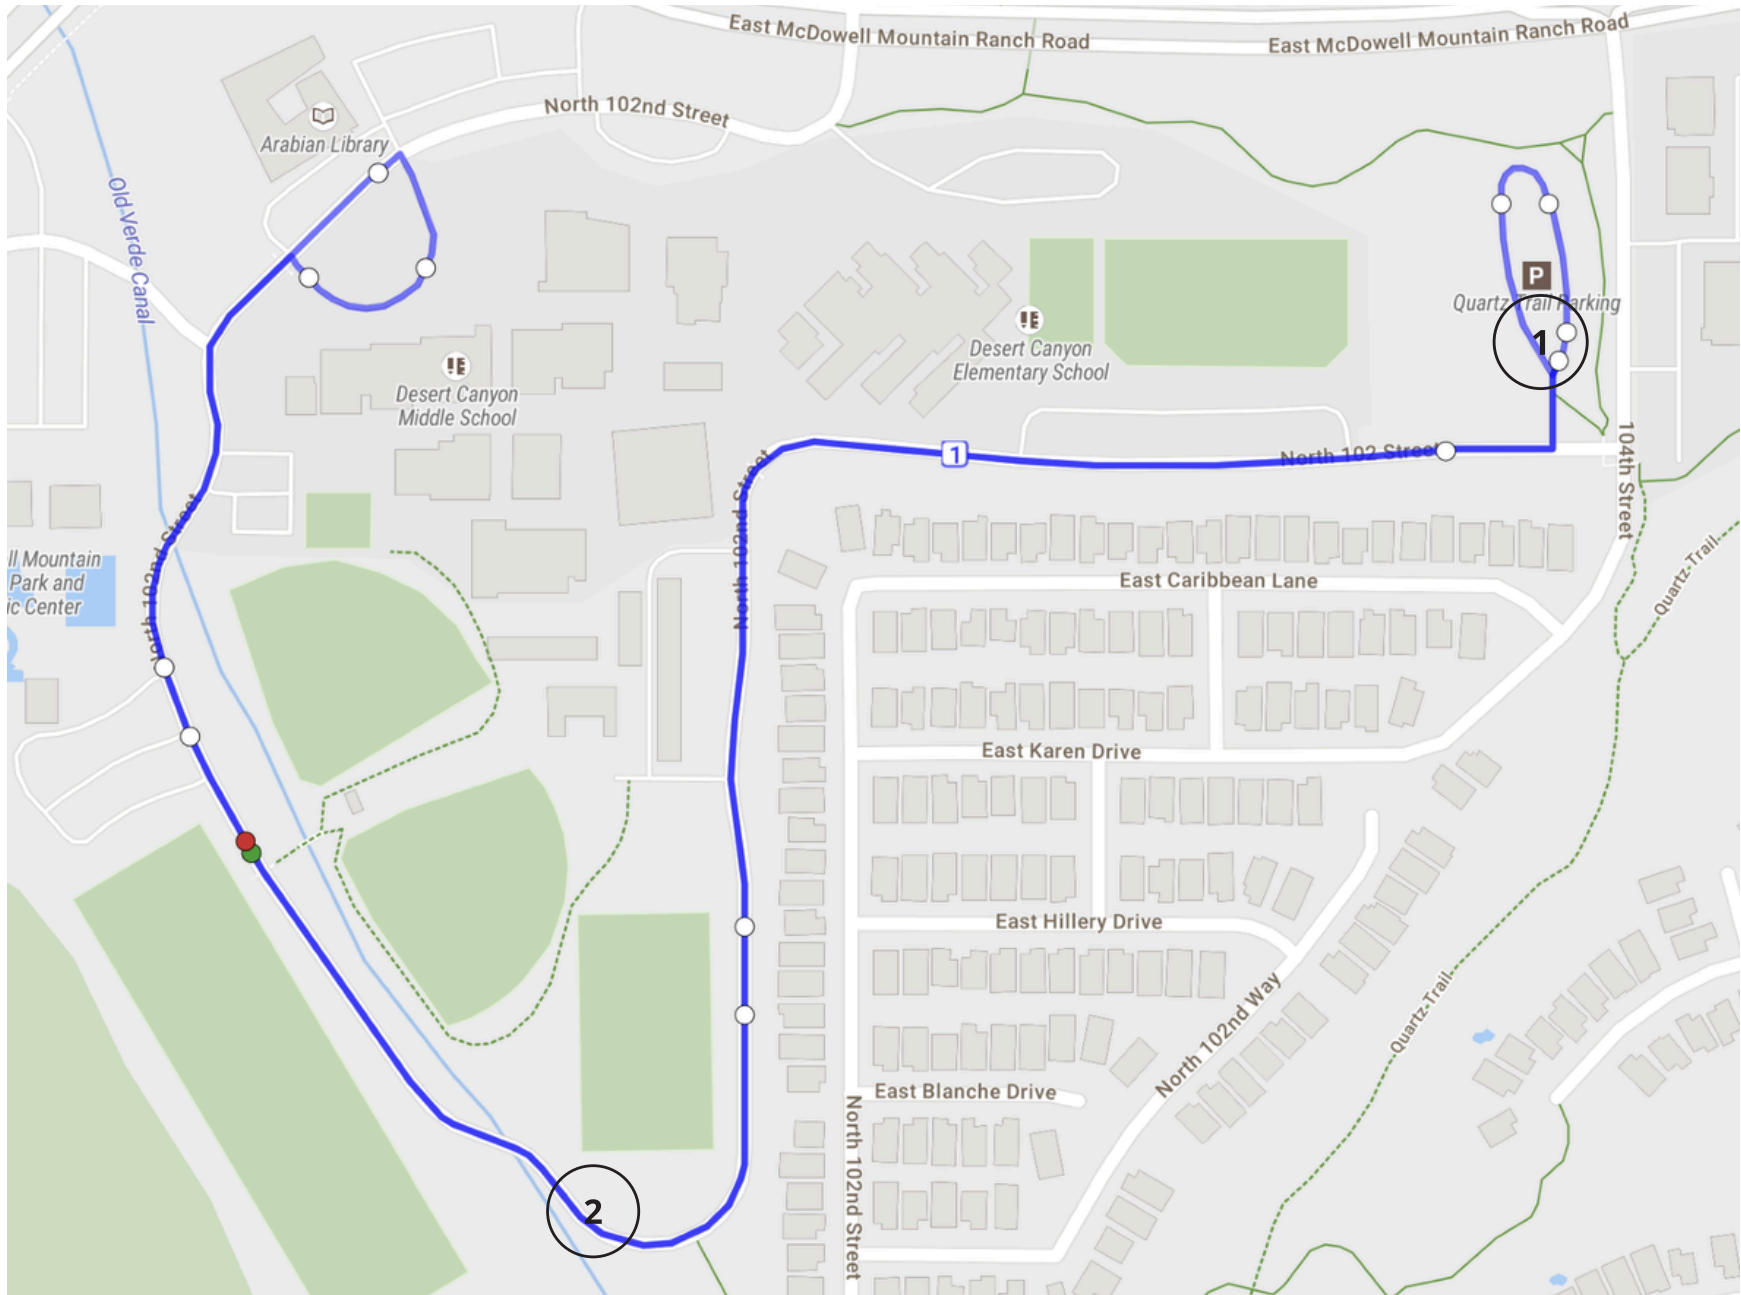 East McDowell Mountain Ranch Road
East McDowell Mountain Ranch Road
North 102nd Street
Arabian Library
Old Verde Canal
P
Quartz Trail Parking
1
Desert Canyon
Elementary School
Desert Canyon
Middle School
104th Street
1
North 102 Street
North 102nd Street
North 102nd Street
ll Mountain
Park and
ic Center
Quartz-Trail
East Caribbean Lane
East Karen Drive
East Hillery Drive
Quartz-Trail
North 102nd Way
East Blanche Drive
North 102nd Street
2